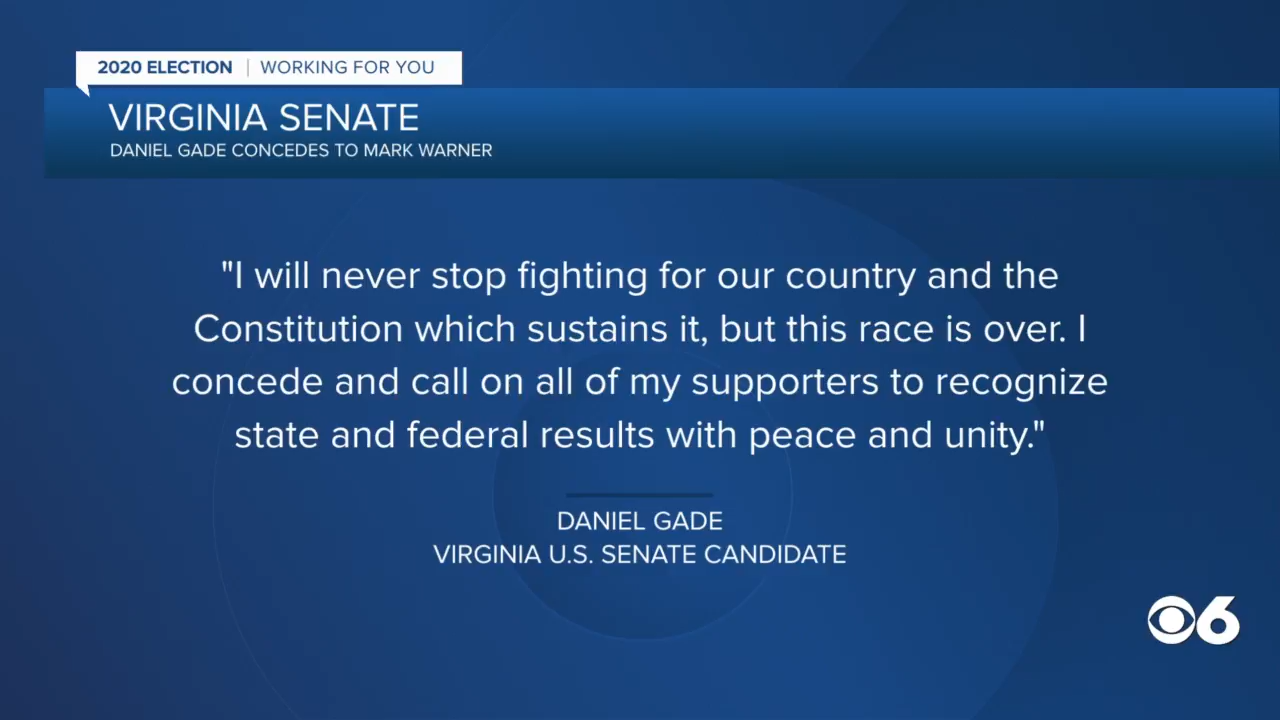 2020 ELECTION | WORKING FOR YOU
VIRGINIA SENATE
DANIEL GADE CONCEDES TO MARK WARNER
"I will never stop fighting for our country and the
Constitution which sustains it, but this race is over. I
concede and call on all of my supporters to recognize
state and federal results with peace and unity."
DANIEL GADE
VIRGINIA U.S. SENATE CANDIDATE
6